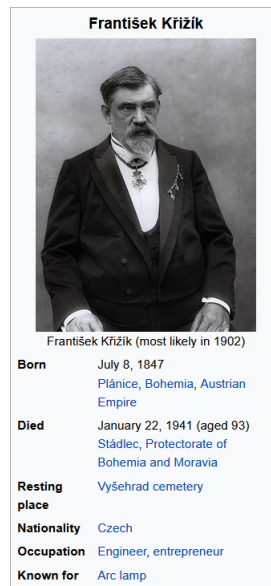 František Křižík
František Křižík (most likely in 1902)
Born July 8, 1847
Plánice, Bohemia, Austrian
Empire
Died January 22, 1941 (aged 93)
Stádlec, Protectorate of
Bohemia and Moravia
Resting Vyšehrad cemetery
place
Nationality Czech
Occupation Engineer, entrepreneur
Known for Arc lamp